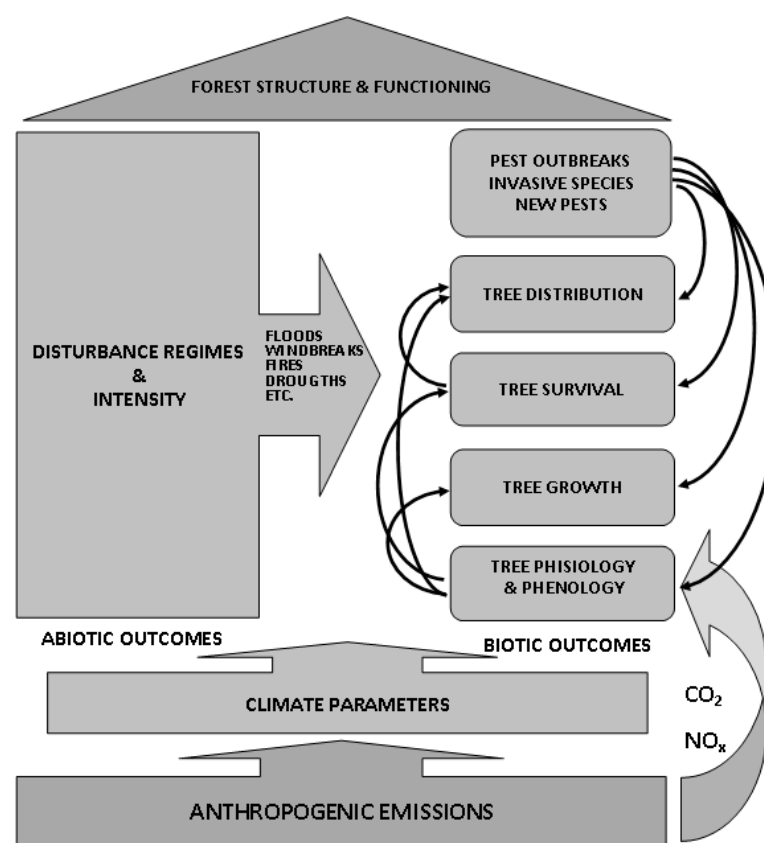 FOREST STRUCTURE & FUNCTIONING
PEST OUTBREAKS
INVASIVE SPECIES
NEW PESTS
TREE DISTRIBUTION
DISTURBANCE REGIMES
&
INTENSITY
FLOODS
WINDBREAKS
FIRES
DROUGTHS
ETC.
TREE SURVIVAL
TREE GROWTH
TREE PHISIOLOGY
& PHENOLOGY
ABIOTIC OUTCOMES
BIOTIC OUTCOMES
CLIMATE PARAMETERS
CO₂
NOₓ
ANTHROPOGENIC EMISSIONS